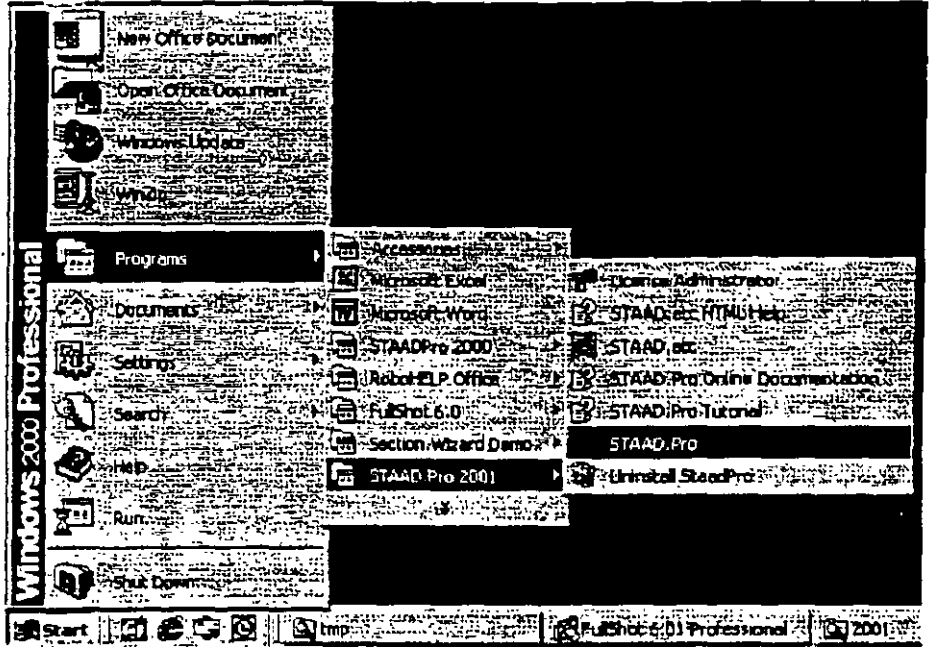 New Office Document
Open Office Document
Windows Update
WinZip
Programs
Documents
Settings
Search
Help
Run...
Shut Down...
Windows 2000 Professional
Accessories
Microsoft Excel
Microsoft Word
STAADPro 2000
RoboHELP Office
FullShot 6.0
Section Wizard Demo
STAAD.Pro 2001
License Administrator
STAAD.etc HTML Help
STAAD.etc
STAAD.Pro Online Documentation
STAAD.Pro Tutorial
STAAD.Pro
Uninstall StaadPro
Start
tmp
FullShot 6.01 Professional
2001